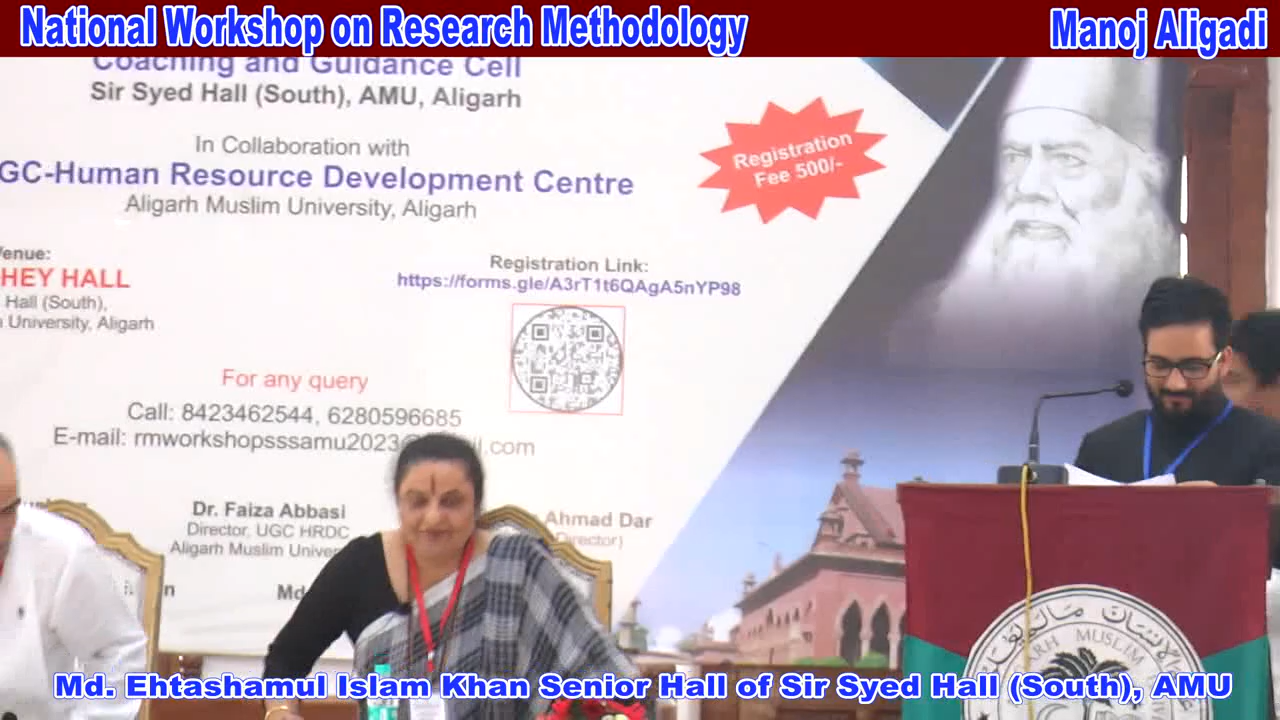 National Workshop on Research Methodology
Manoj Aligadi
Coaching and Guidance Cell
Sir Syed Hall (South), AMU, Aligarh
In Collaboration with
GC-Human Resource Development Centre
Aligarh Muslim University, Aligarh
Registration
Fee 500/-
enue:
HEY HALL
Hall (South),
University, Aligarh
Registration Link:
https://forms.gle/A3rT1t6QAgA5nYP98
For any query
Call: 8423462544, 6280596685
E-mail: rmworkshopsssamu2023@ .com
Dr. Faiza Abbasi
Director, UGC HRDC
Aligarh Muslim Univer
Ahmad Dar
Director)
Md
MUSLIM
Md. Ehtashamul Islam Khan Senior Hall of Sir Syed Hall (South), AMU